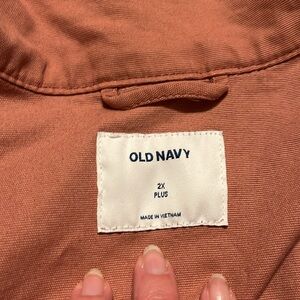 OLD NAVY
2X
PLUS
MADE IN VIETNAM